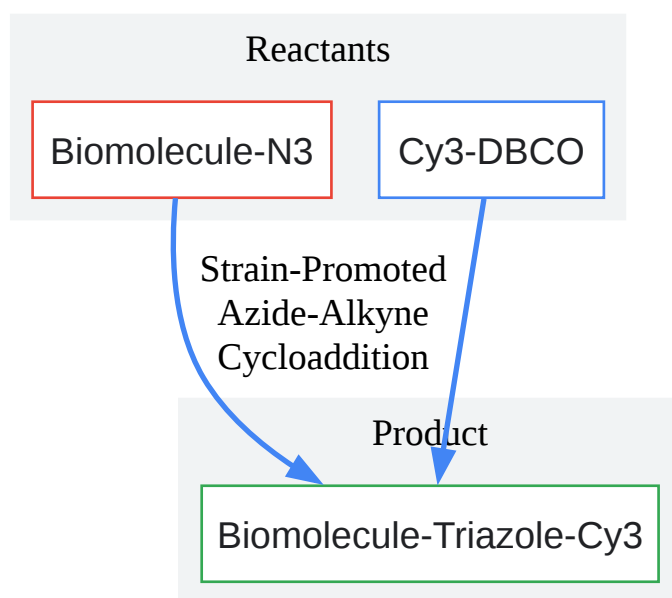 Reactants
Biomolecule-N3
Cy3-DBCO
Strain-Promoted
Azide-Alkyne
Cycloaddition
Product
Biomolecule-Triazole-Cy3